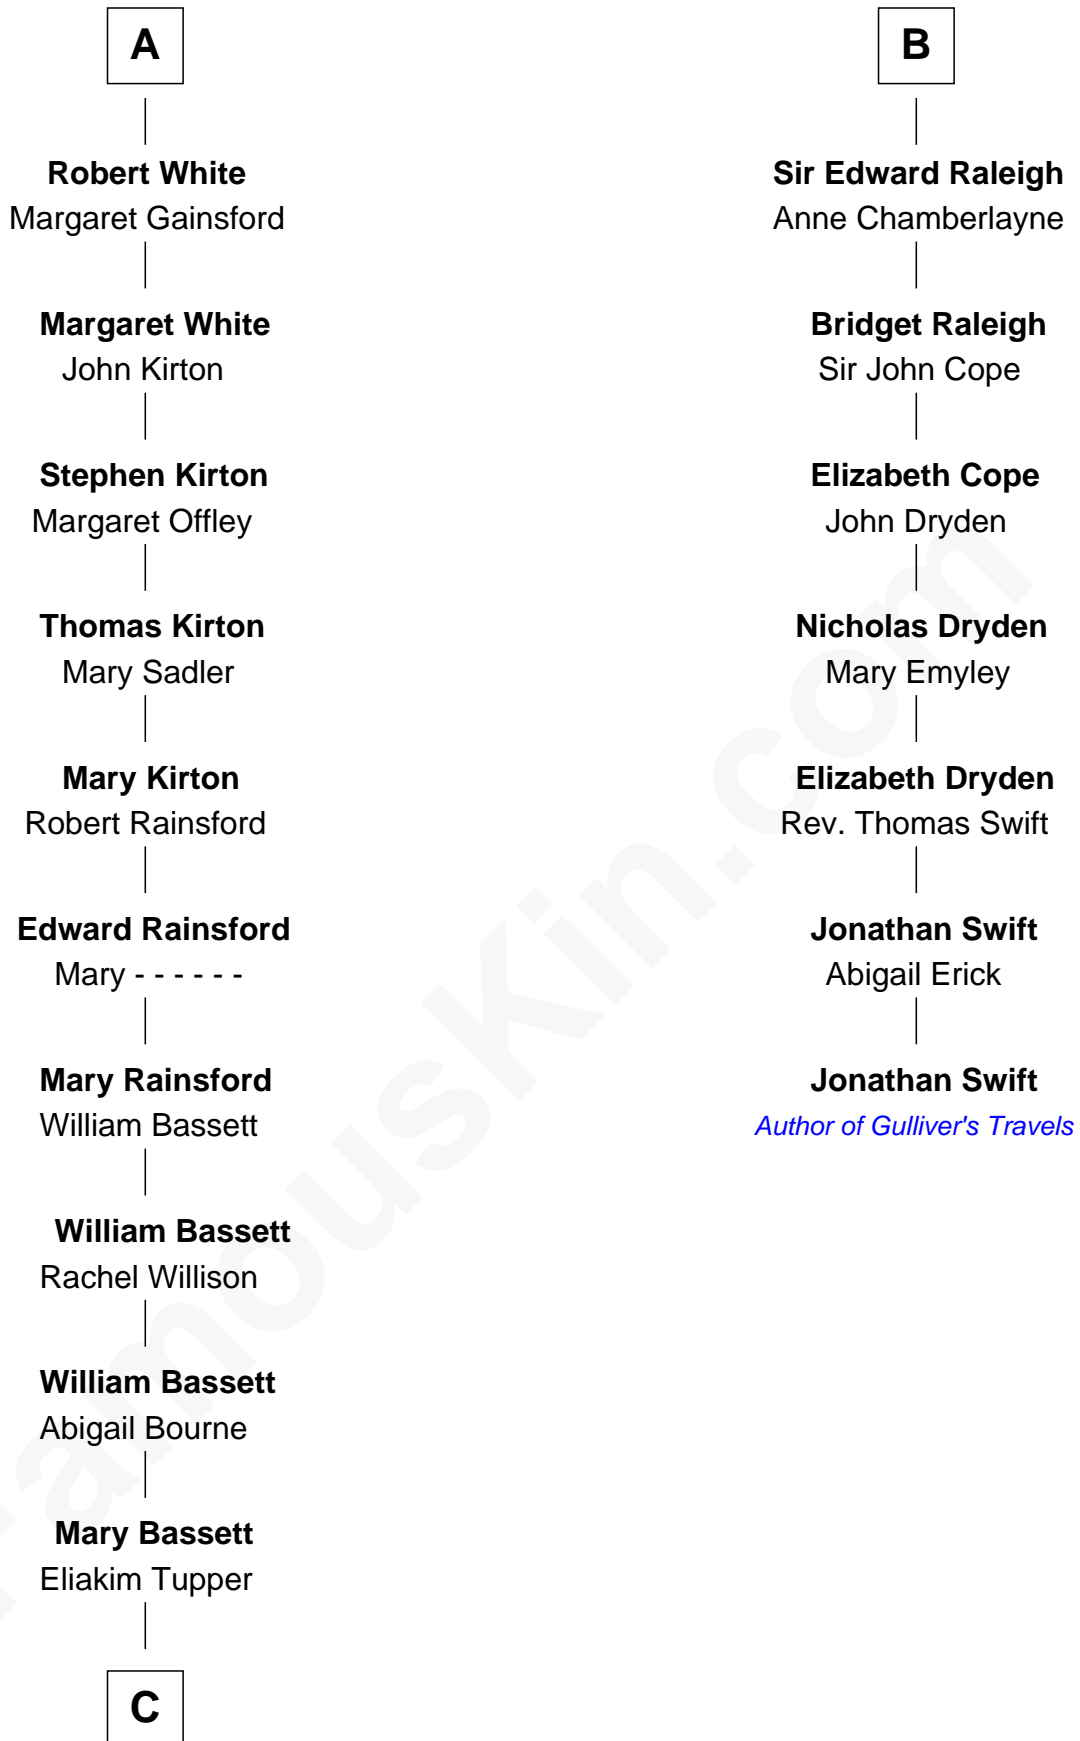 A
Robert White
Margaret Gainsford
Margaret White
John Kirton
Stephen Kirton
Margaret Offley
Thomas Kirton
Mary Sadler
Mary Kirton
Robert Rainsford
Edward Rainsford
Mary - - - - - -
Mary Rainsford
William Bassett
William Bassett
Rachel Willison
William Bassett
Abigail Bourne
Mary Bassett
Eliakim Tupper
C
B
Sir Edward Raleigh
Anne Chamberlayne
Bridget Raleigh
Sir John Cope
Elizabeth Cope
John Dryden
Nicholas Dryden
Mary Emyley
Elizabeth Dryden
Rev. Thomas Swift
Jonathan Swift
Abigail Erick
Jonathan Swift
Author of Gulliver's Travels
FamousKin.com